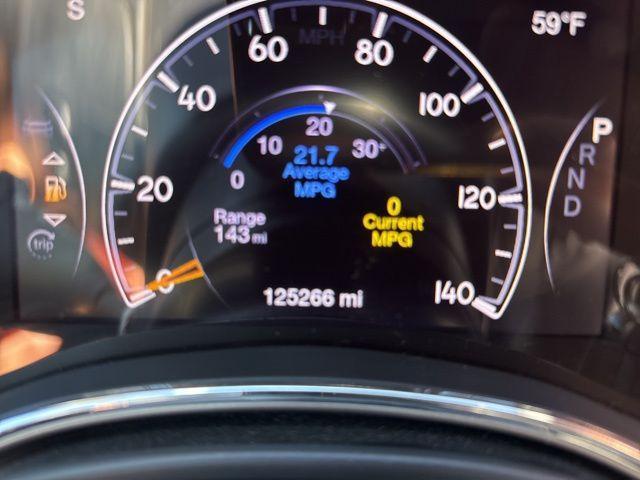 S
59°F
MPH
60
80
40
100
20
120
0
140
20
10
30+
0
21.7
Average
MPG
0
Current
MPG
Range
143 mi
125266 mi
P
R
N
D
trip